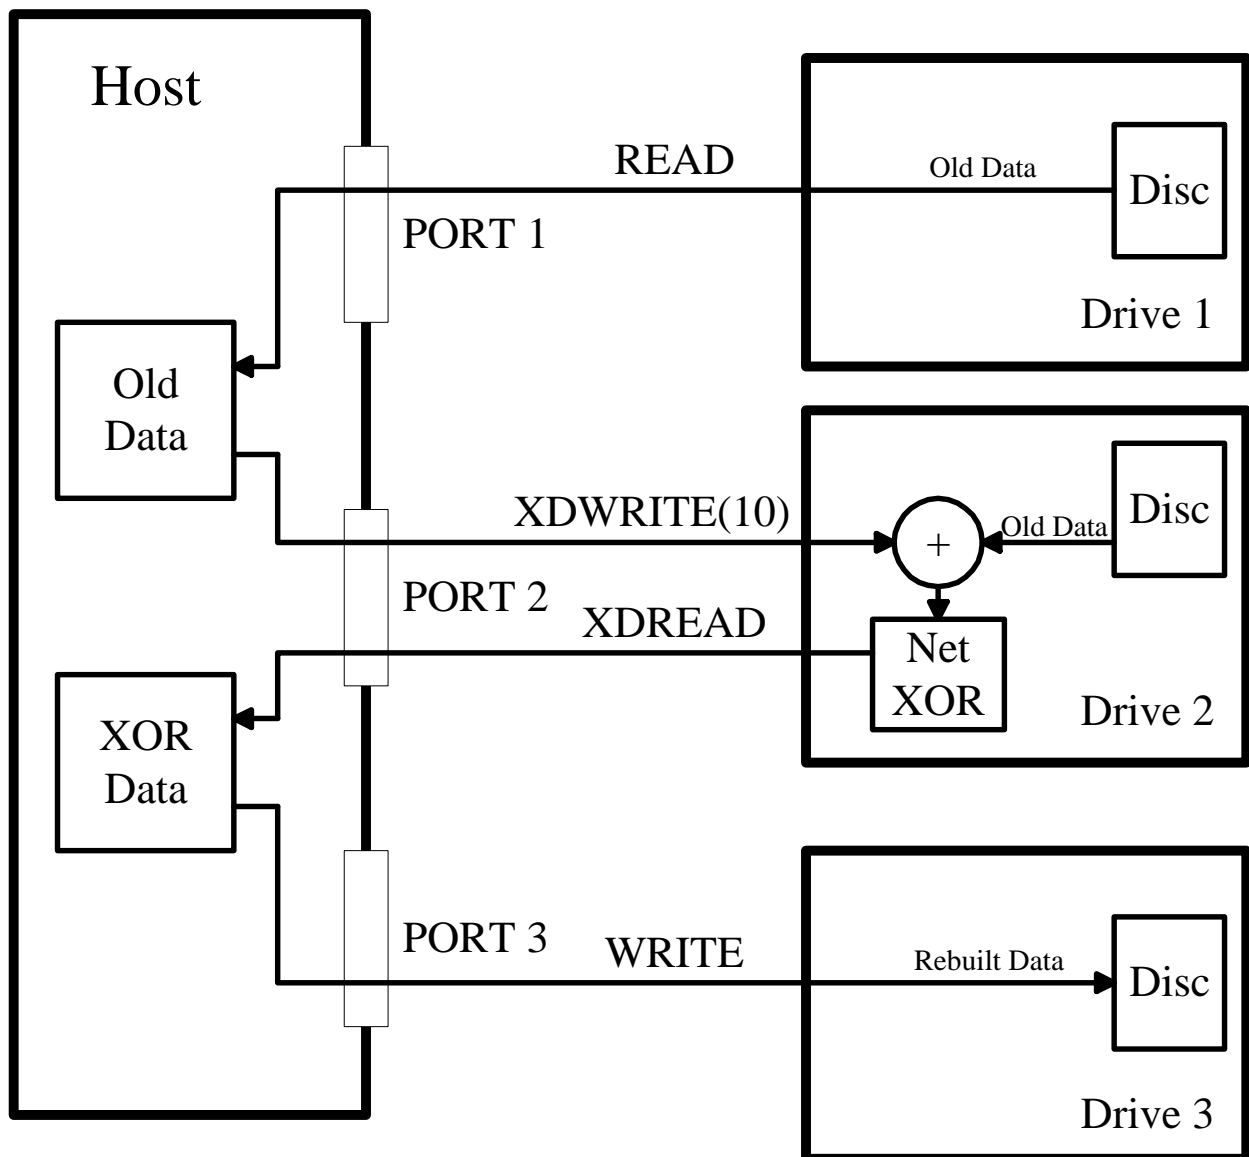 Host
READ
Old Data
Disc
PORT 1
Drive 1
Old
Data
XDWRITE(10)
+
Old Data
Disc
PORT 2
XDREAD
Net
XOR
Drive 2
XOR
Data
PORT 3
WRITE
Rebuilt Data
Disc
Drive 3